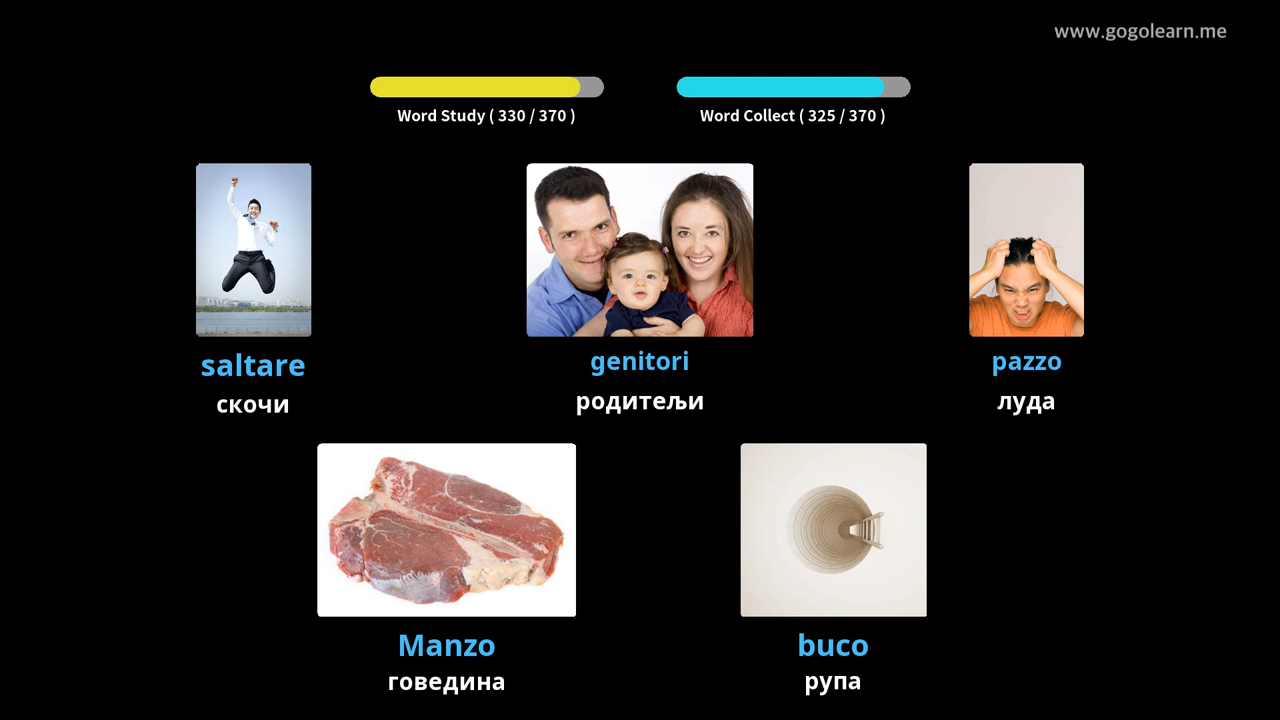 www.gogolearn.me
Word Study ( 330 / 370 )
Word Collect ( 325 / 370 )
saltare
genitori
pazzo
скочи
родитељи
луда
Manzo
buco
говедина
рупа